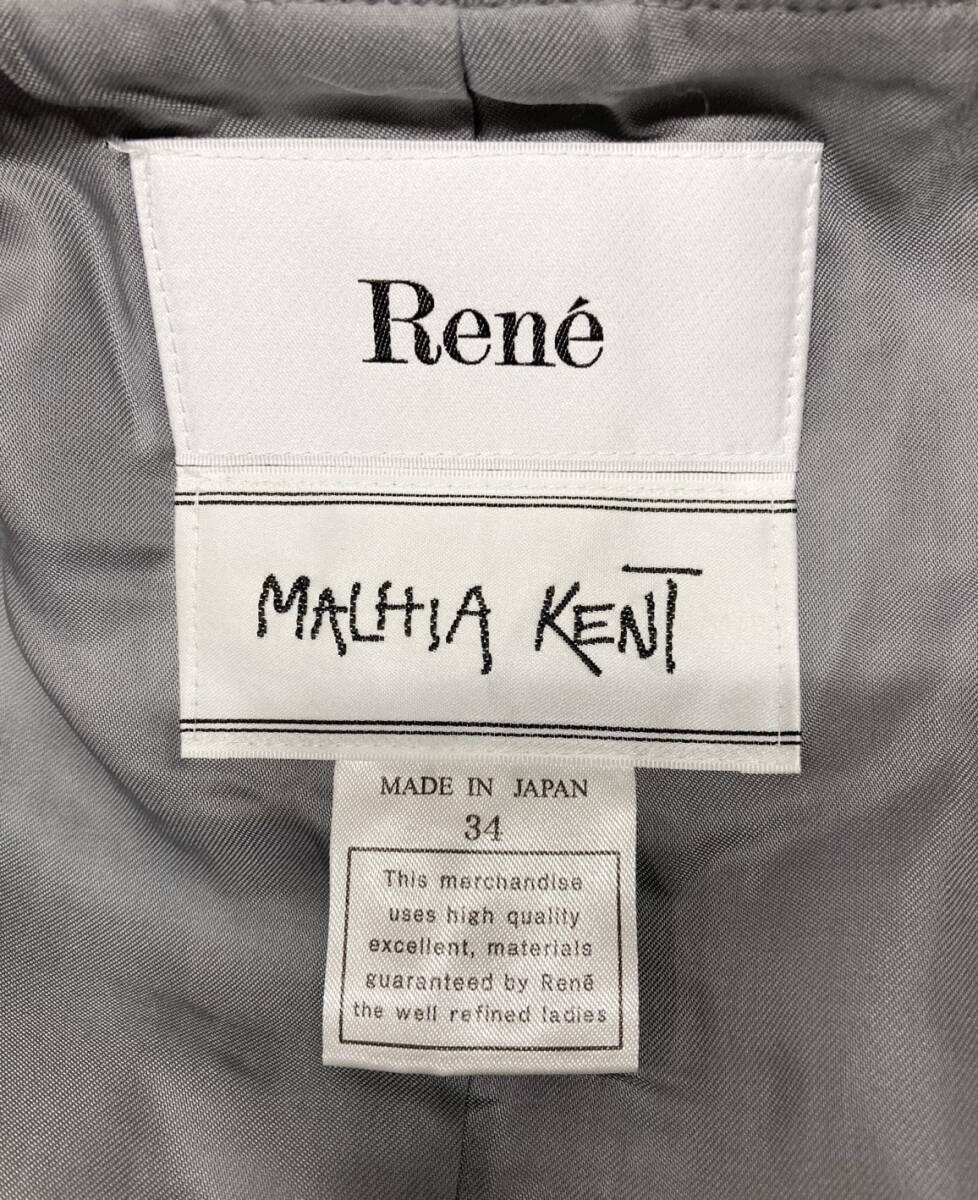 René
MALHIA KENT
MADE IN JAPAN
34
This merchandise
uses high quality
excellent, materials
guaranteed by René
the well refined ladies